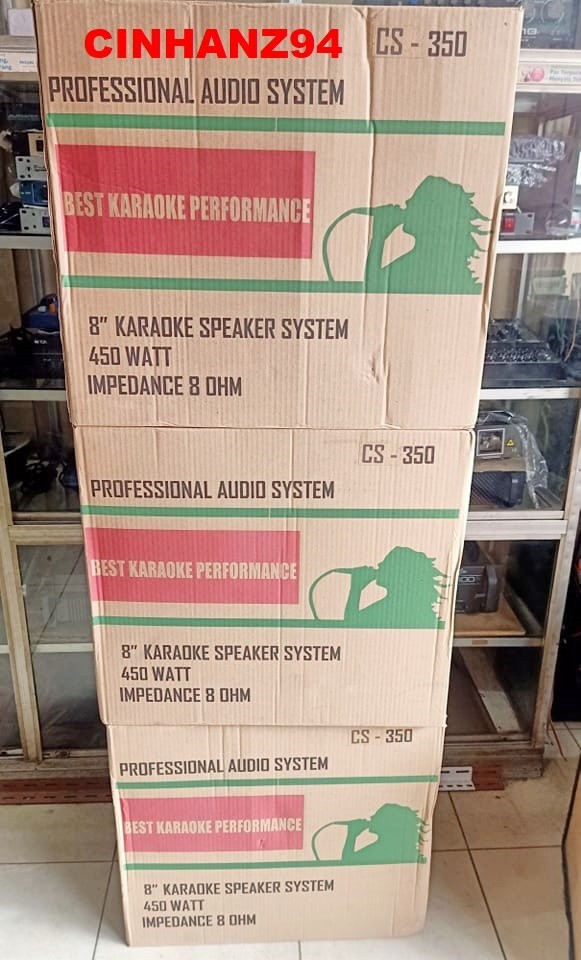 CINHANZ94
CS - 350
PROFESSIONAL AUDIO SYSTEM
BEST KARAOKE PERFORMANCE
8" KARAOKE SPEAKER SYSTEM
450 WATT
IMPEDANCE 8 OHM
CS - 350
PROFESSIONAL AUDIO SYSTEM
BEST KARAOKE PERFORMANCE
8" KARAOKE SPEAKER SYSTEM
450 WATT
IMPEDANCE 8 OHM
CS - 350
PROFESSIONAL AUDIO SYSTEM
BEST KARAOKE PERFORMANCE
8" KARAOKE SPEAKER SYSTEM
450 WATT
IMPEDANCE 8 OHM